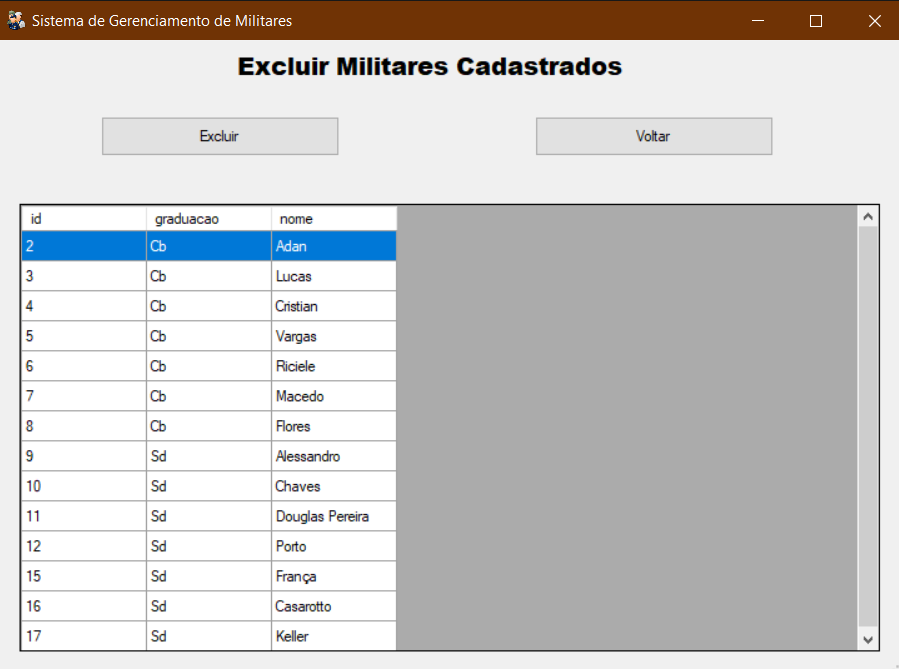 Sistema de Gerenciamento de Militares
Excluir Militares Cadastrados
Excluir Voltar
id graduacao nome
2 Cb Adan
3 Cb Lucas
4 Cb Cristian
5 Cb Vargas
6 Cb Riciele
7 Cb Macedo
8 Cb Flores
9 Sd Alessandro
10 Sd Chaves
11 Sd Douglas Pereira
12 Sd Porto
15 Sd França
16 Sd Casarotto
17 Sd Keller